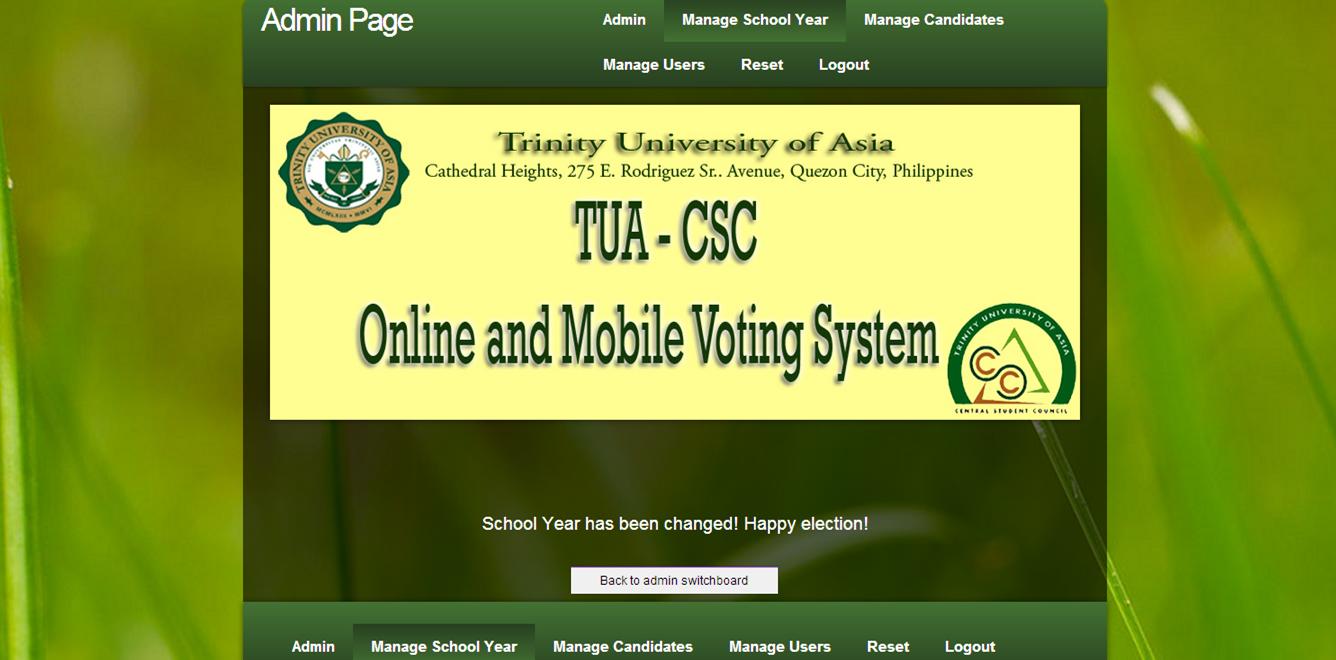 Admin Page
Admin Manage School Year Manage Candidates
Manage Users Reset Logout
TRINITY UNIVERSITY OF ASIA
Trinity University of Asia
Cathedral Heights, 275 E. Rodriguez Sr.. Avenue, Quezon City, Philippines
TUA - CSC
Online and Mobile Voting System
TRINITY UNIVERSITY OF ASIA
CSC
CENTRAL STUDENT COUNCIL
School Year has been changed! Happy election!
Back to admin switchboard
Admin Manage School Year Manage Candidates Manage Users Reset Logout